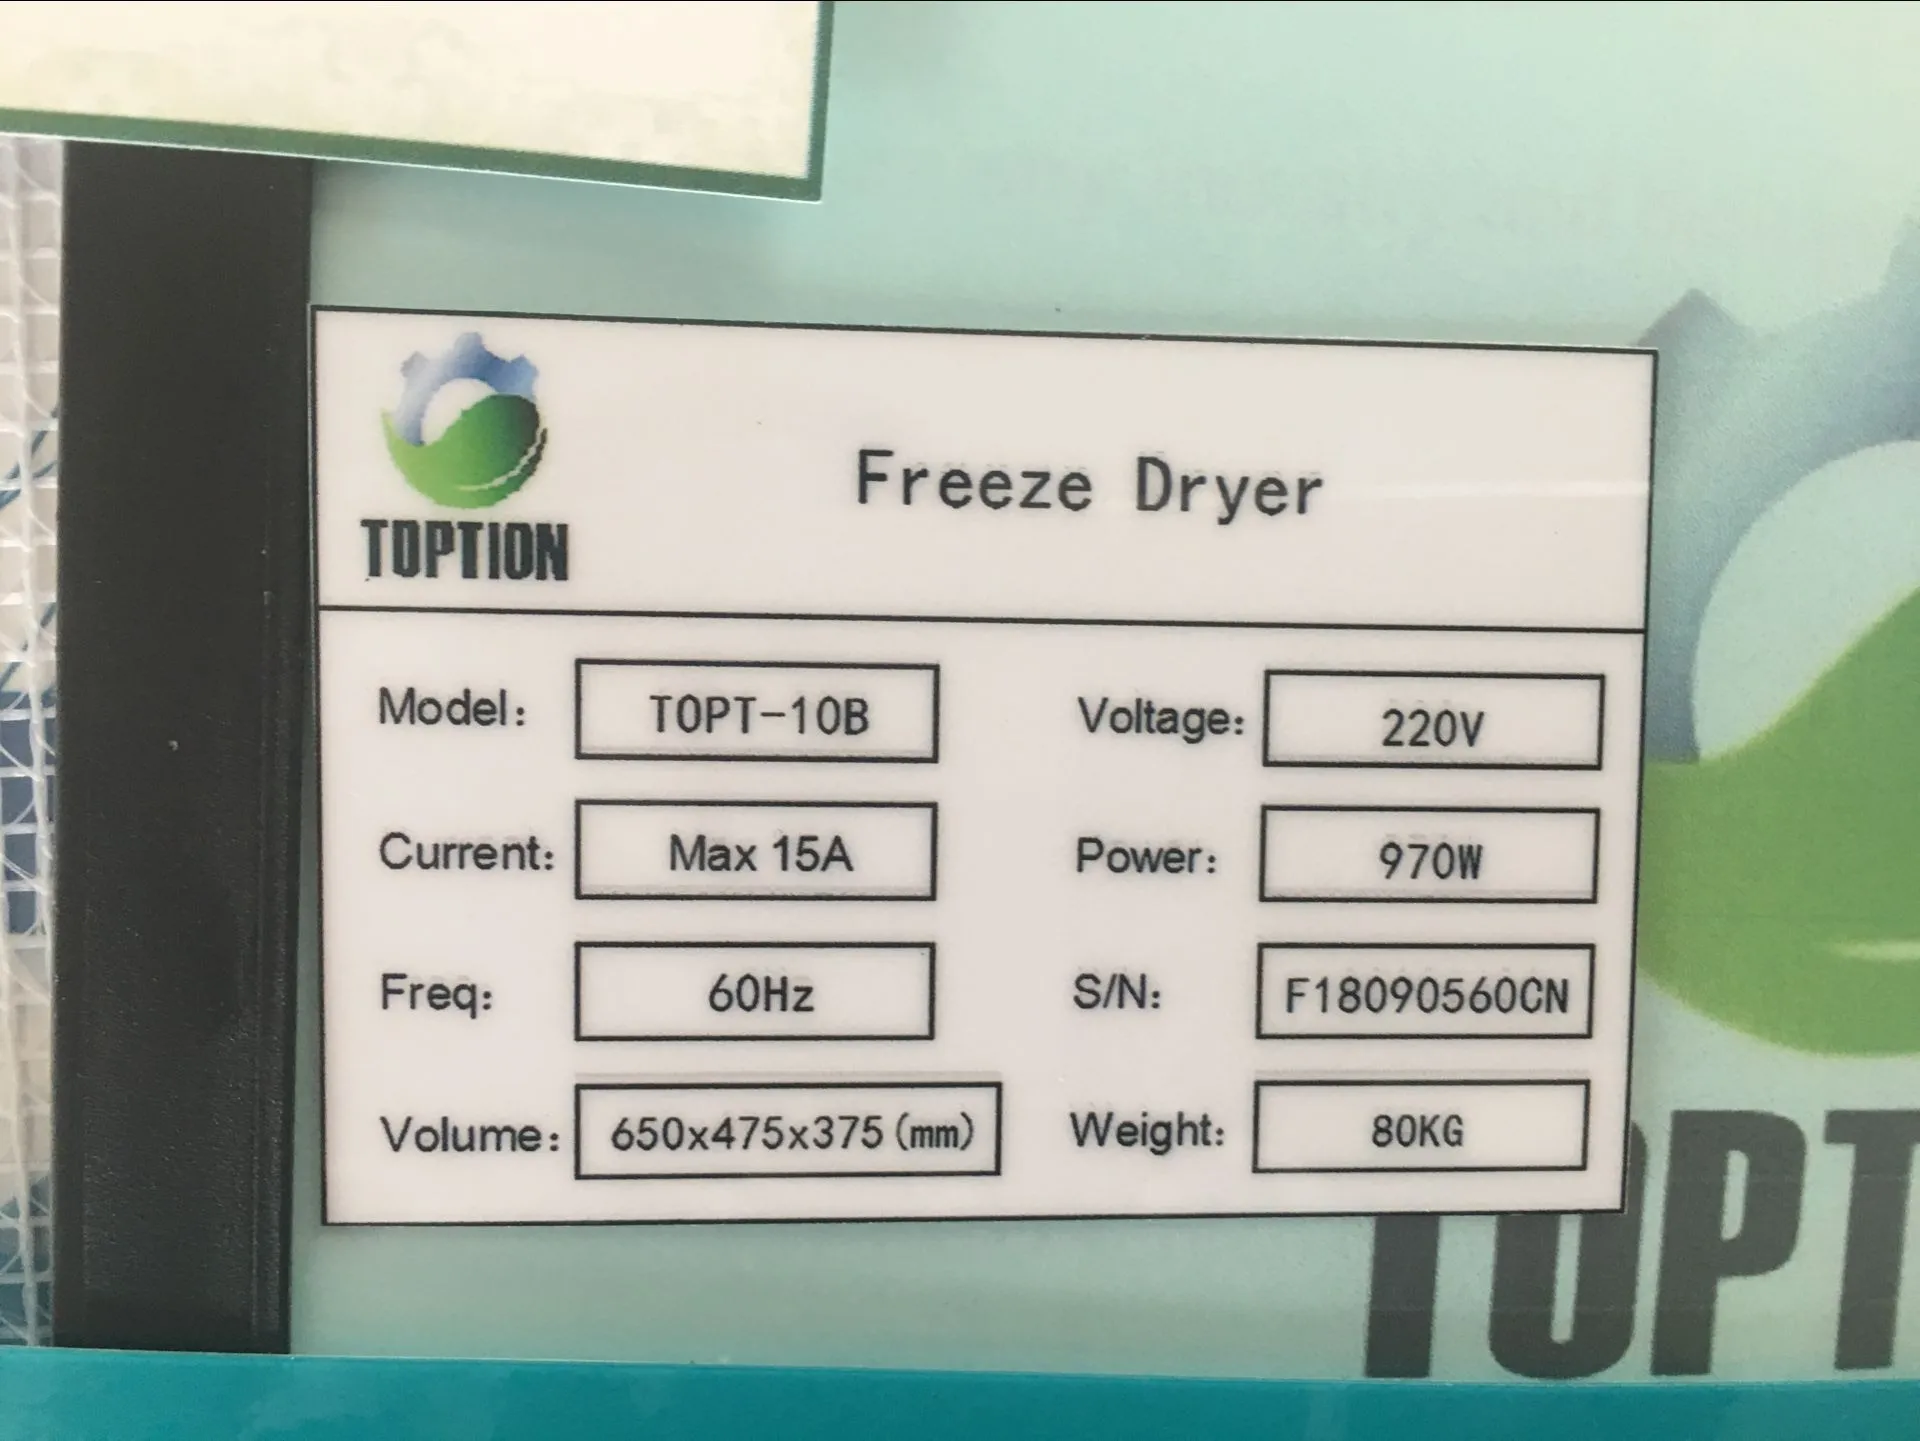 TOPTION
Freeze Dryer
Model: TOPT-10B
Voltage: 220V
Current: Max 15A
Power: 970W
Freq: 60Hz
S/N: F18090560CN
Volume: 650x475x375(mm)
Weight: 80KG
TOPT